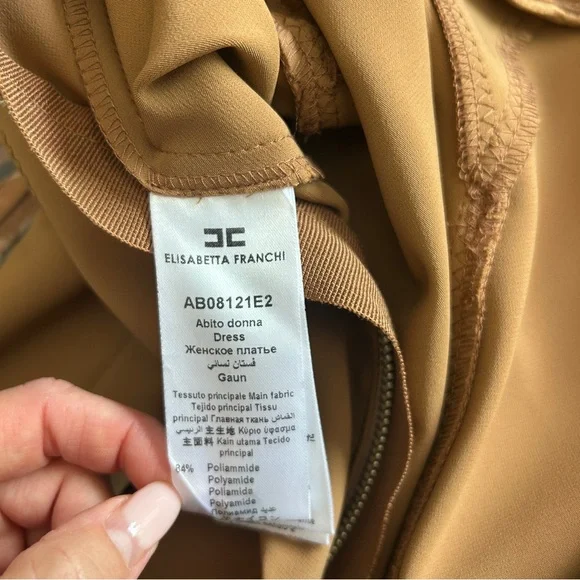 ELISABETTA FRANCHI
AB08121E2
Abito donna
Dress
Женское платье
فستان نسائي
Gaun
Tessuto principale Main fabric
Tejido principal Tissu
principal Главная ткань القماش
الرئيسي 主生地 Κύριο ύφασμα
主面料 Kain utama Tecido
principal
84% Poliammide
Polyamide
Poliamida
Polyamide
Полиамид